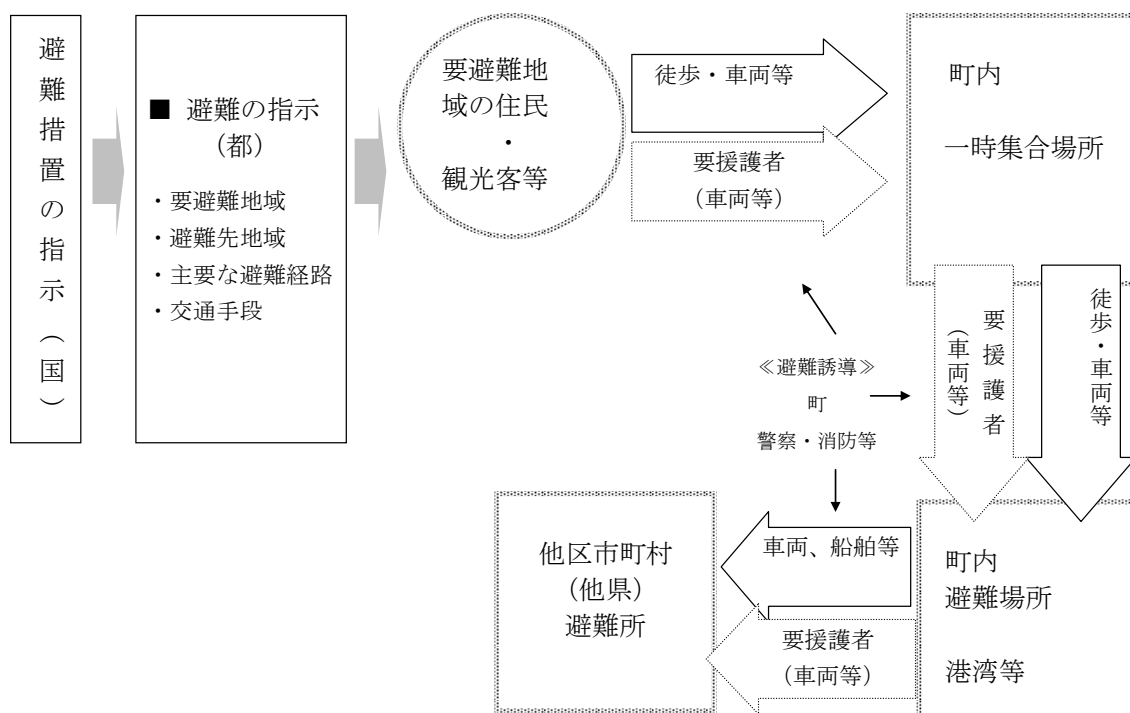 避難措置の指示（国）
■ 避難の指示
（都）
・要避難地域
・避難先地域
・主要な避難経路
・交通手段
要避難地
域の住民
・
観光客等
徒歩・車両等
要援護者
（車両等）
町内
一時集合場所
要援護者
（車両等）
徒歩・車両等
≪避難誘導≫
町
警察・消防等
町内
避難場所
港湾等
車両、船舶等
要援護者
（車両等）
他区市町村
（他県）
避難所